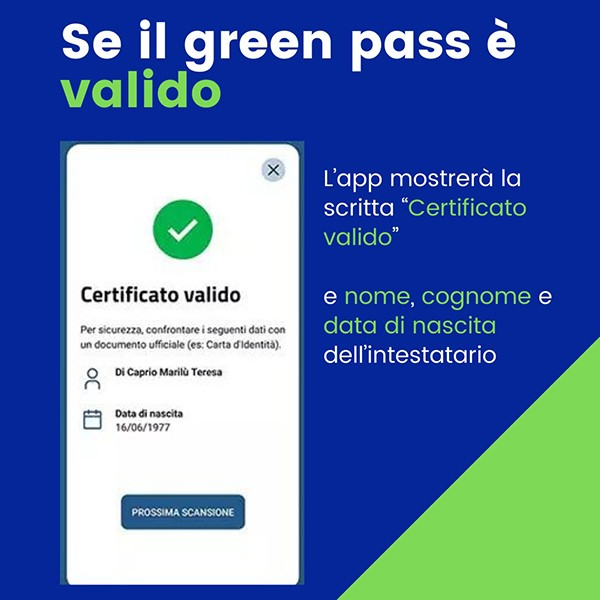 Se il green pass è
valido
Certificato valido
Per sicurezza, confrontare i seguenti dati con
un documento ufficiale (es: Carta d'Identità).
Di Caprio Marilù Teresa
Data di nascita
16/06/1977
PROSSIMA SCANSIONE
L'app mostrerà la
scritta “Certificato
valido”
e nome, cognome e
data di nascita
dell'intestatario